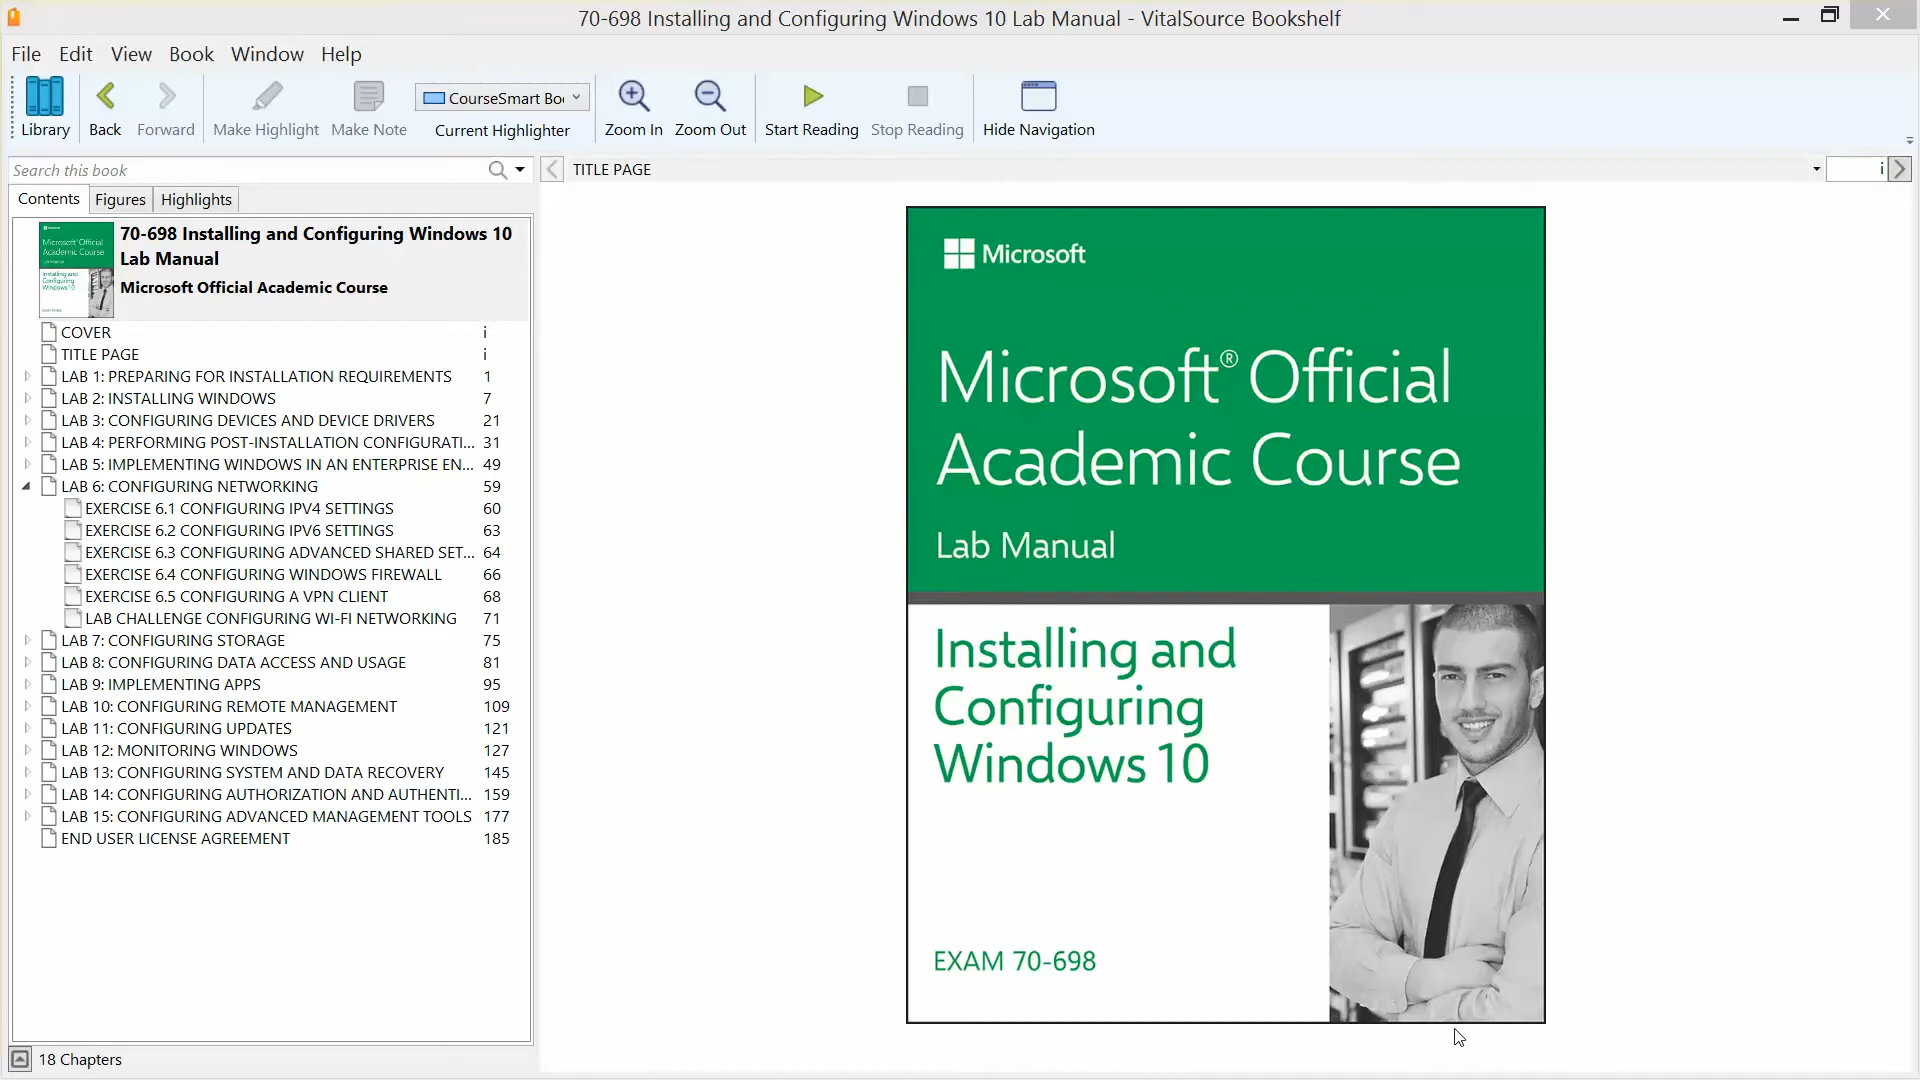 70-698 Installing and Configuring Windows 10 Lab Manual - VitalSource Bookshelf
File Edit View Book Window Help
Library Back Forward Make Highlight Make Note CourseSmart Bo Current Highlighter Zoom In Zoom Out Start Reading Stop Reading Hide Navigation
Search this book
TITLE PAGE i
Contents Figures Highlights
70-698 Installing and Configuring Windows 10
Lab Manual
Microsoft Official Academic Course
COVER i
TITLE PAGE i
LAB 1: PREPARING FOR INSTALLATION REQUIREMENTS 1
LAB 2: INSTALLING WINDOWS 7
LAB 3: CONFIGURING DEVICES AND DEVICE DRIVERS 21
LAB 4: PERFORMING POST-INSTALLATION CONFIGURATI... 31
LAB 5: IMPLEMENTING WINDOWS IN AN ENTERPRISE EN... 49
LAB 6: CONFIGURING NETWORKING 59
EXERCISE 6.1 CONFIGURING IPV4 SETTINGS 60
EXERCISE 6.2 CONFIGURING IPV6 SETTINGS 63
EXERCISE 6.3 CONFIGURING ADVANCED SHARED SET... 64
EXERCISE 6.4 CONFIGURING WINDOWS FIREWALL 66
EXERCISE 6.5 CONFIGURING A VPN CLIENT 68
LAB CHALLENGE CONFIGURING WI-FI NETWORKING 71
LAB 7: CONFIGURING STORAGE 75
LAB 8: CONFIGURING DATA ACCESS AND USAGE 81
LAB 9: IMPLEMENTING APPS 95
LAB 10: CONFIGURING REMOTE MANAGEMENT 109
LAB 11: CONFIGURING UPDATES 121
LAB 12: MONITORING WINDOWS 127
LAB 13: CONFIGURING SYSTEM AND DATA RECOVERY 145
LAB 14: CONFIGURING AUTHORIZATION AND AUTHENTI... 159
LAB 15: CONFIGURING ADVANCED MANAGEMENT TOOLS 177
END USER LICENSE AGREEMENT 185
18 Chapters
Microsoft
Microsoft® Official
Academic Course
Lab Manual
Installing and
Configuring
Windows 10
EXAM 70-698